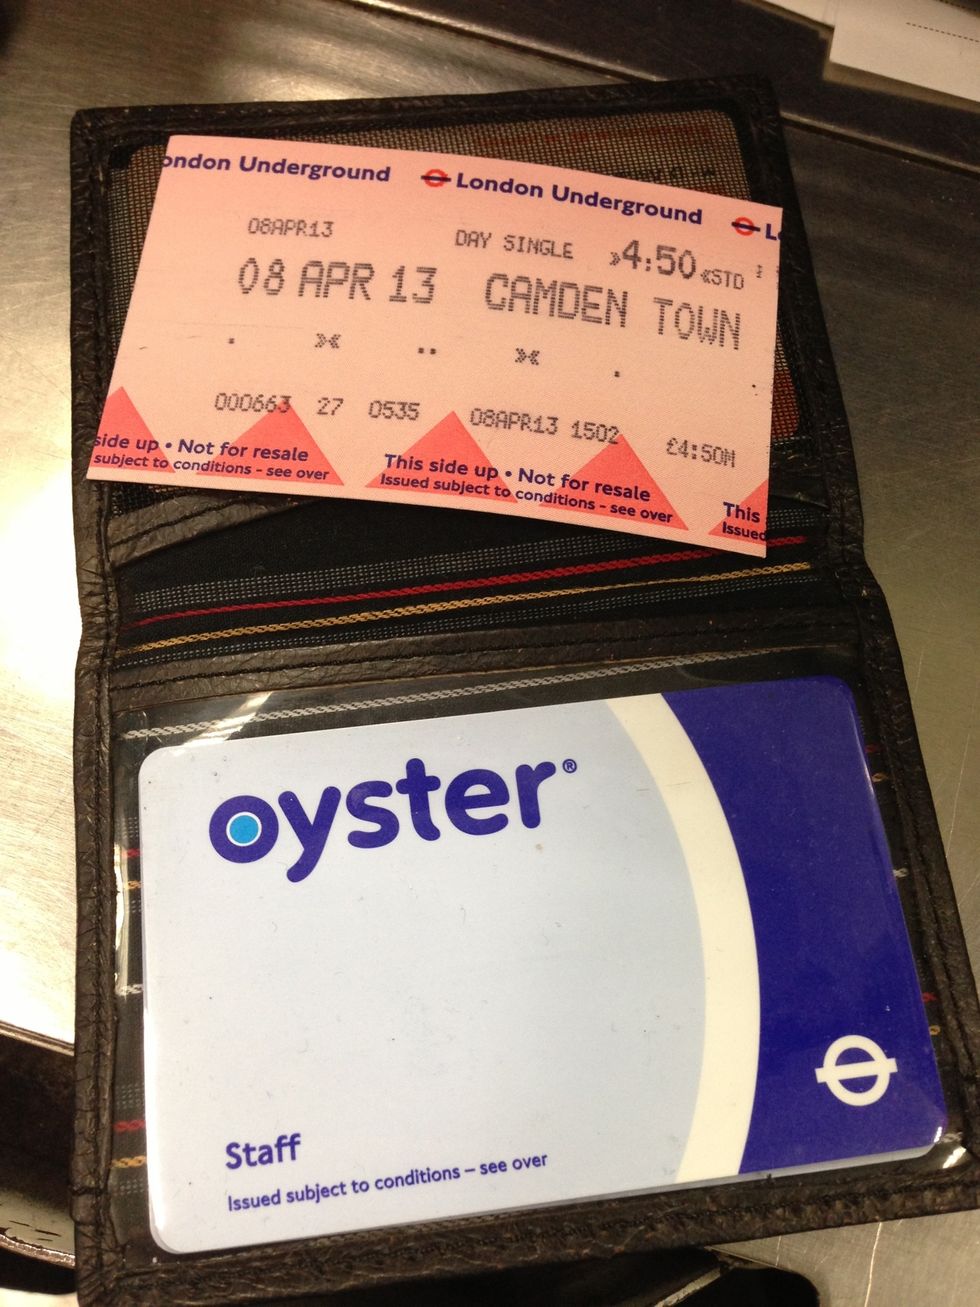 ondon Underground London Underground L
08APR13 DAY SINGLE »4:50«STD
08 APR 13 CAMDEN TOWN
000663 27 0535 08APR13 1502 £4:50M
side up • Not for resale This side up • Not for resale This
subject to conditions - see over Issued subject to conditions - see over Issued
oyster®
Staff
Issued subject to conditions – see over